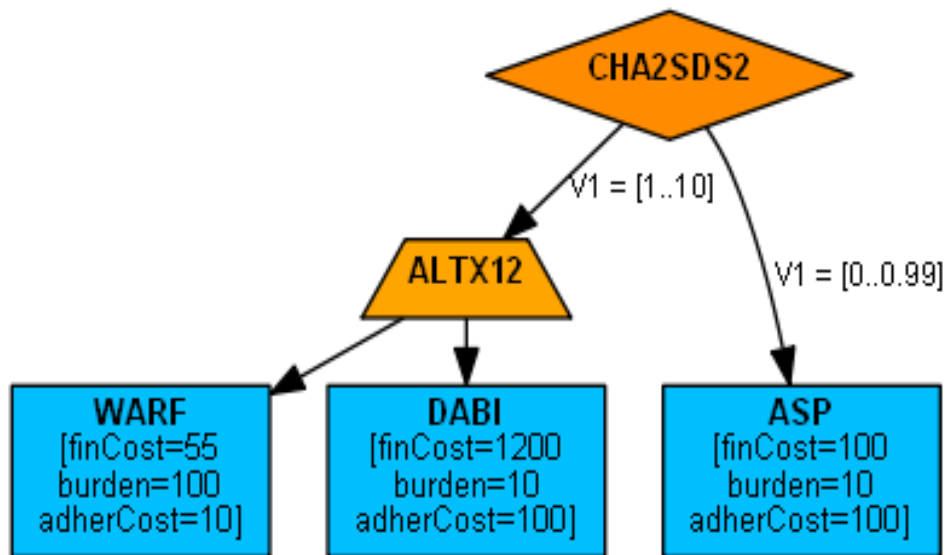 CHA2SDS2
V1 = [1..10]
ALTX12
V1 = [0..0.99]
WARF
[finCost=55
burden=100
adherCost=10]
DABI
[finCost=1200
burden=10
adherCost=100]
ASP
[finCost=100
burden=10
adherCost=100]